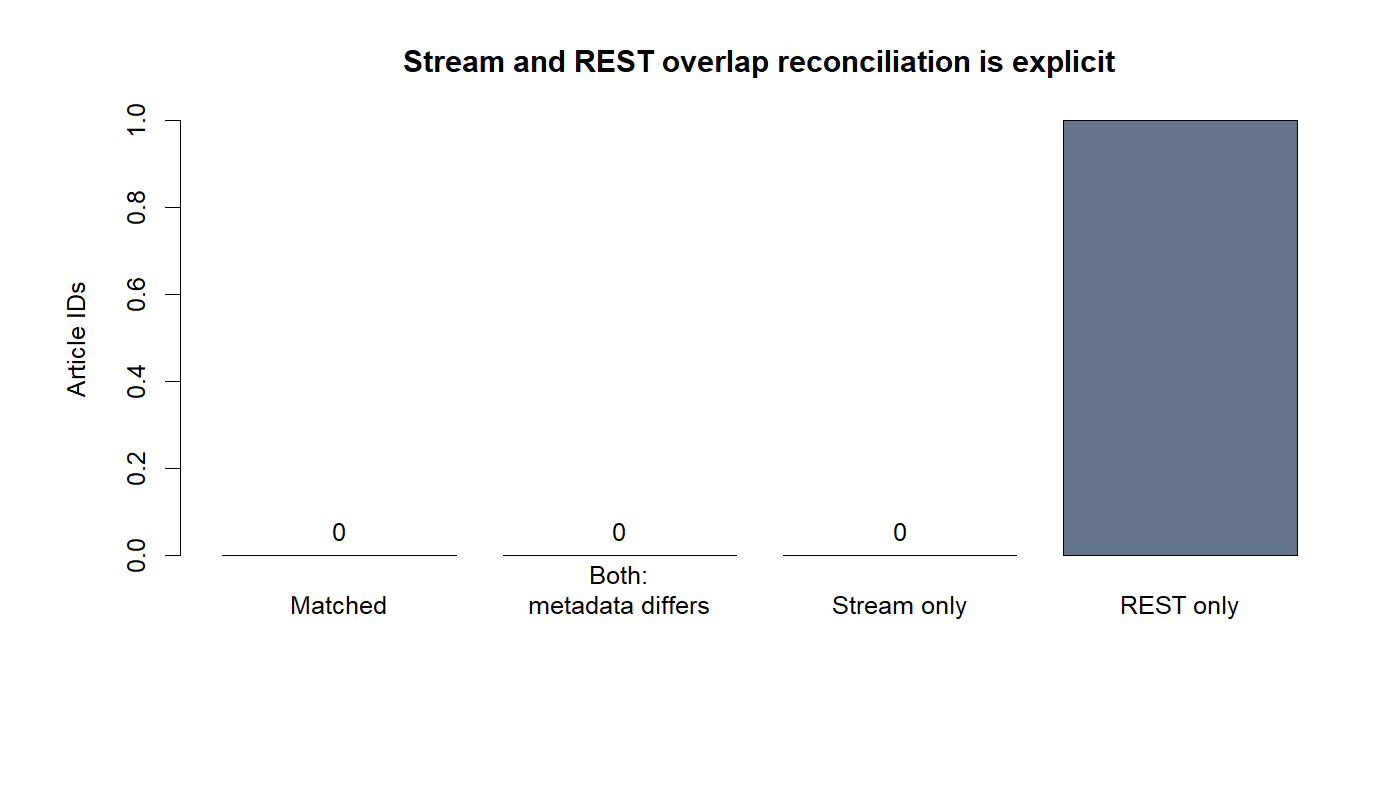 Stream and REST overlap reconciliation is explicit
Article IDs
1.0
0.8
0.6
0.4
0.2
0.0
0
0
0
Matched
Both:
metadata differs
Stream only
REST only